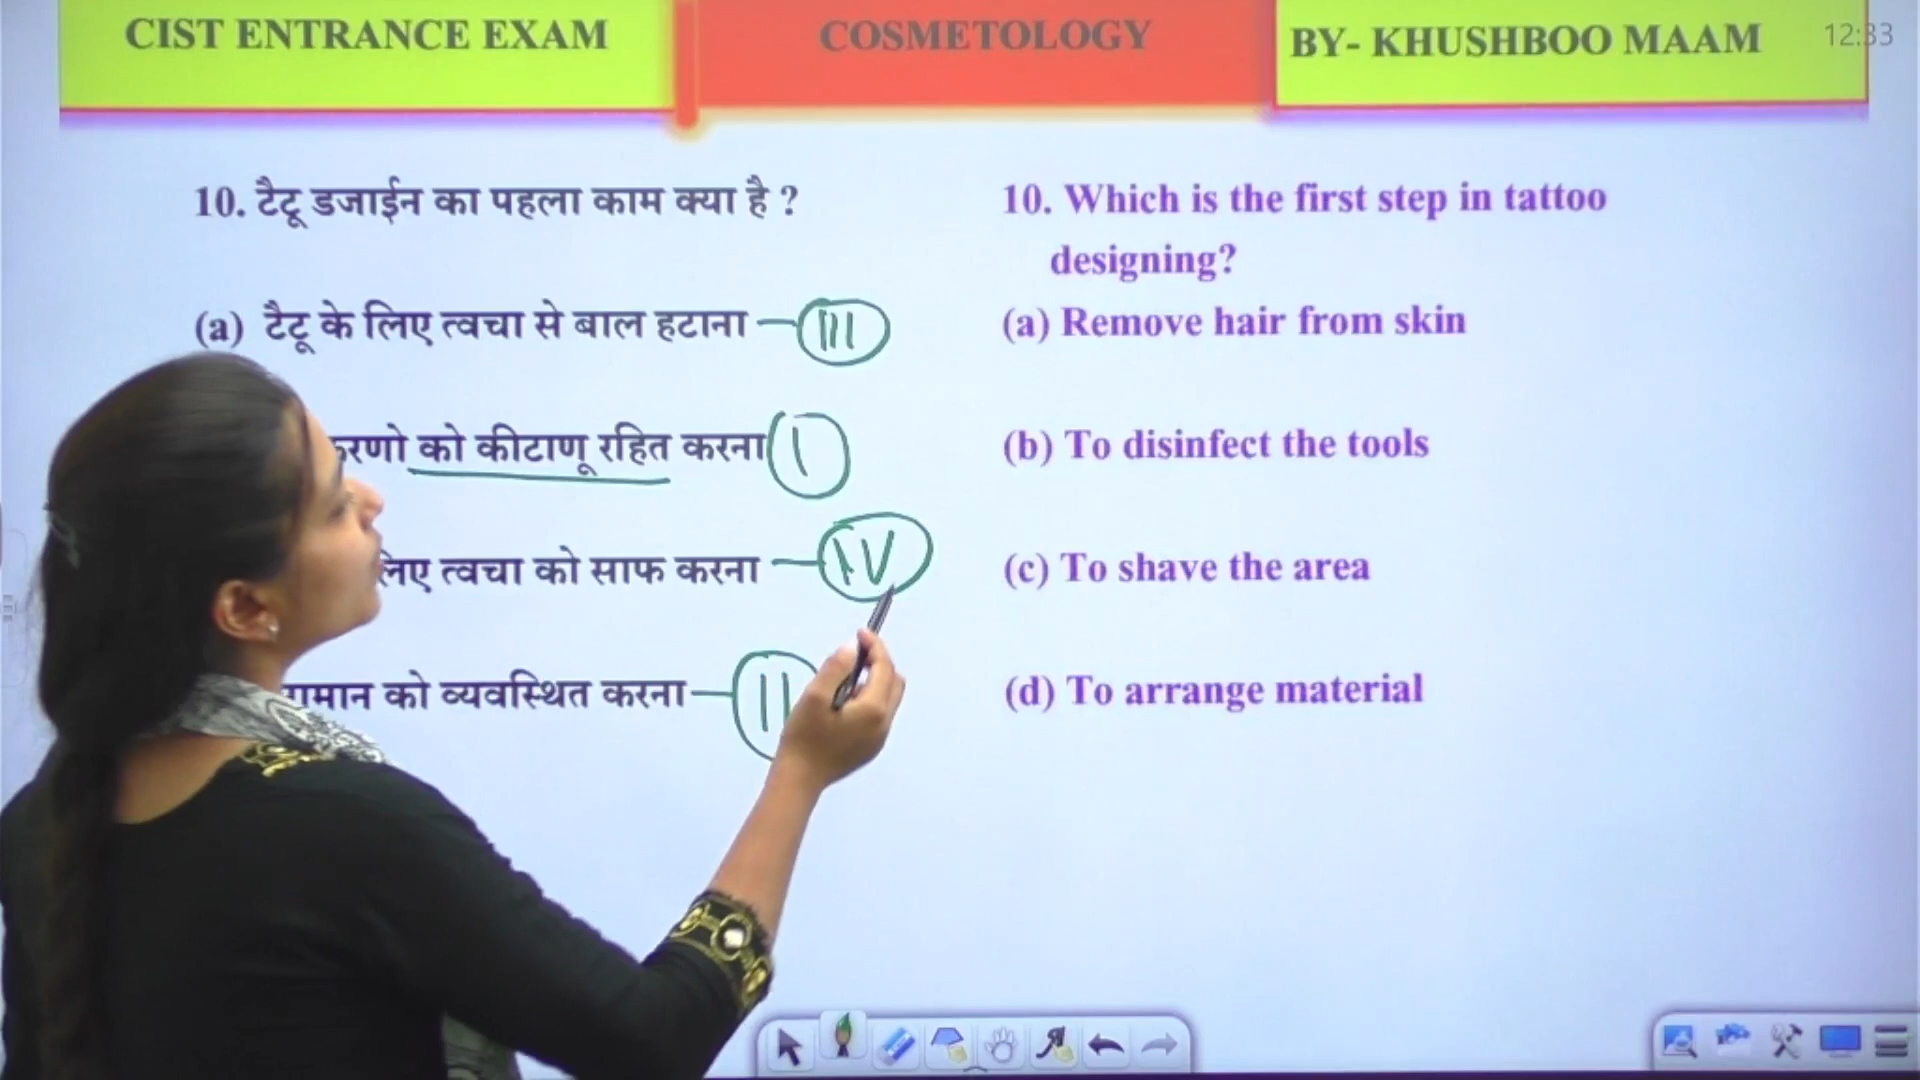 CIST ENTRANCE EXAM
COSMETOLOGY
BY- KHUSHBOO MAAM
12:33
10. टैटू डजाईन का पहला काम क्या है ?
(a) टैटू के लिए त्वचा से बाल हटाना III
को कीटाणू रहित करना I
त्वचा को साफ करना IV
को व्यवस्थित करना II
10. Which is the first step in tattoo
designing?
(a) Remove hair from skin
(b) To disinfect the tools
(c) To shave the area
(d) To arrange material